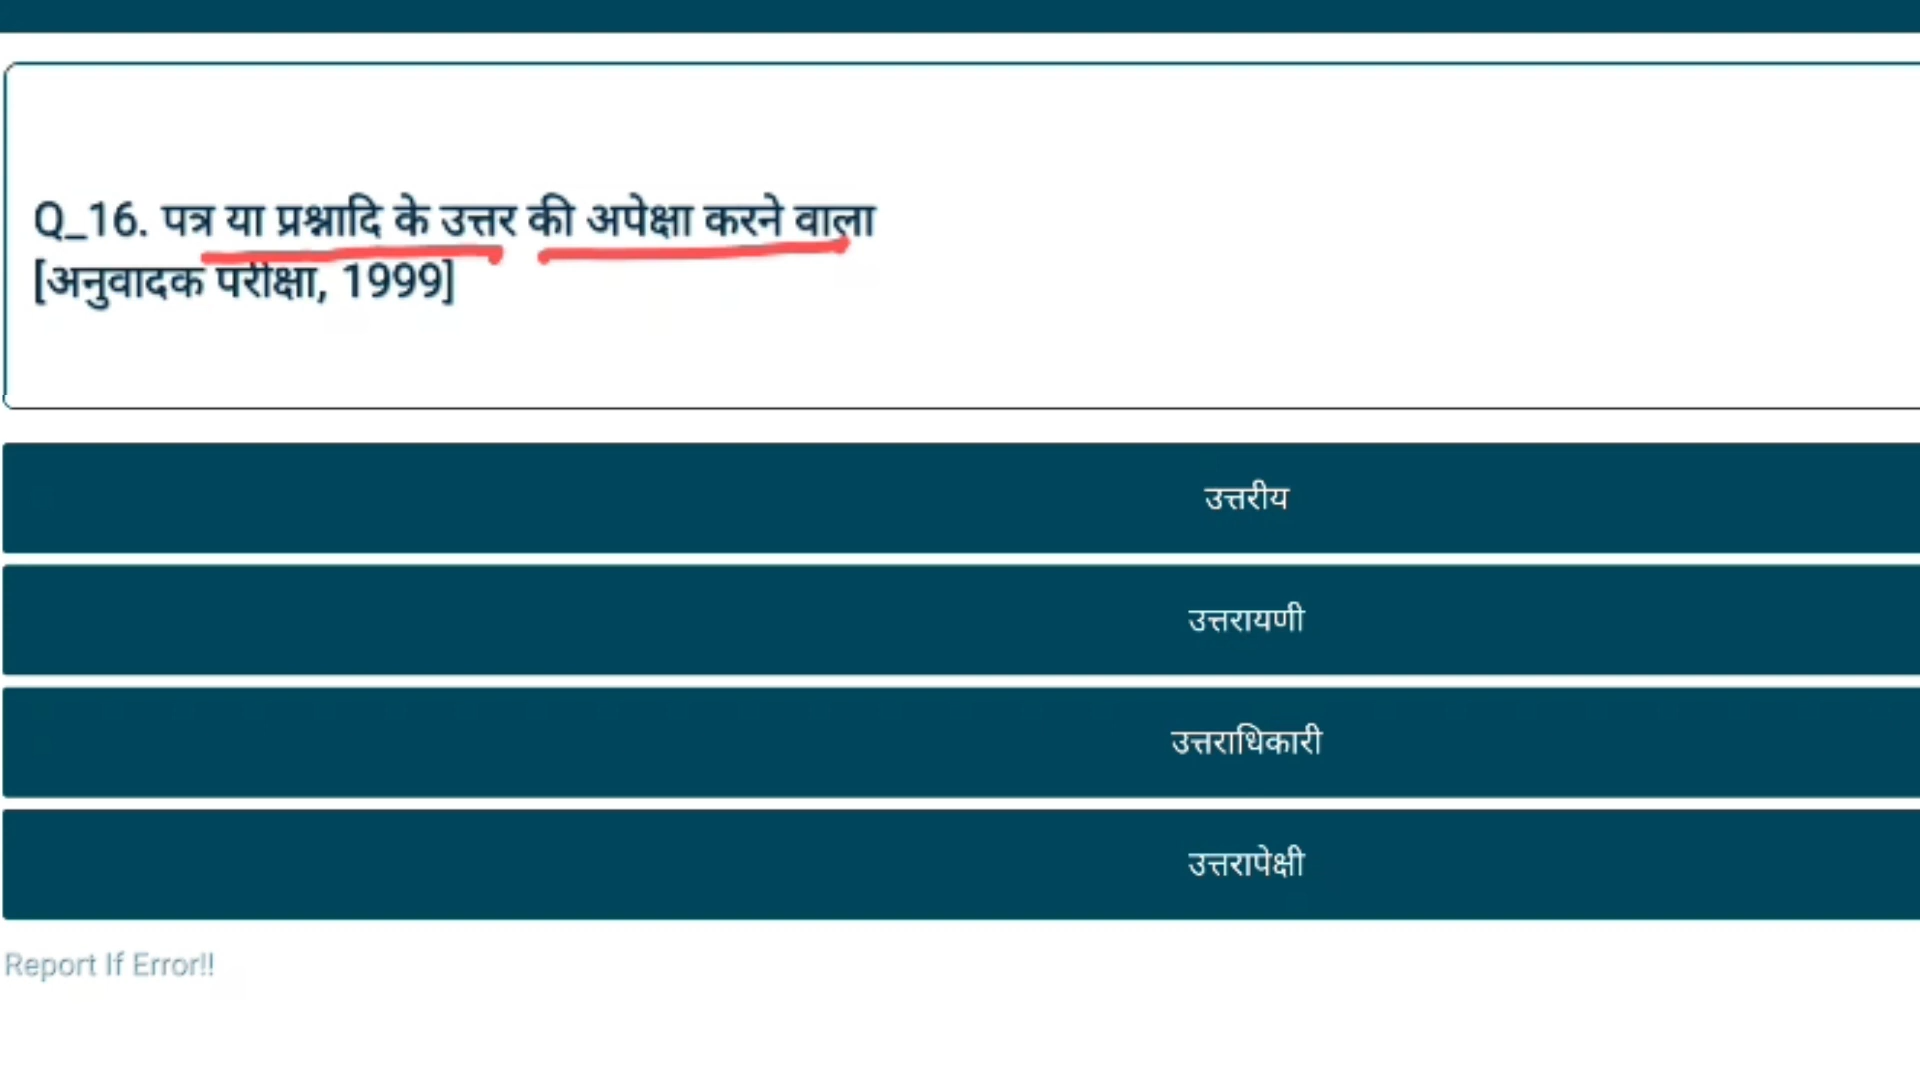 Q_16. पत्र या प्रश्नादि के उत्तर की अपेक्षा करने वाला
[अनुवादक परीक्षा, 1999]
उत्तरीय
उत्तरायणी
उत्तराधिकारी
उत्तरापेक्षी
Report If Error!!